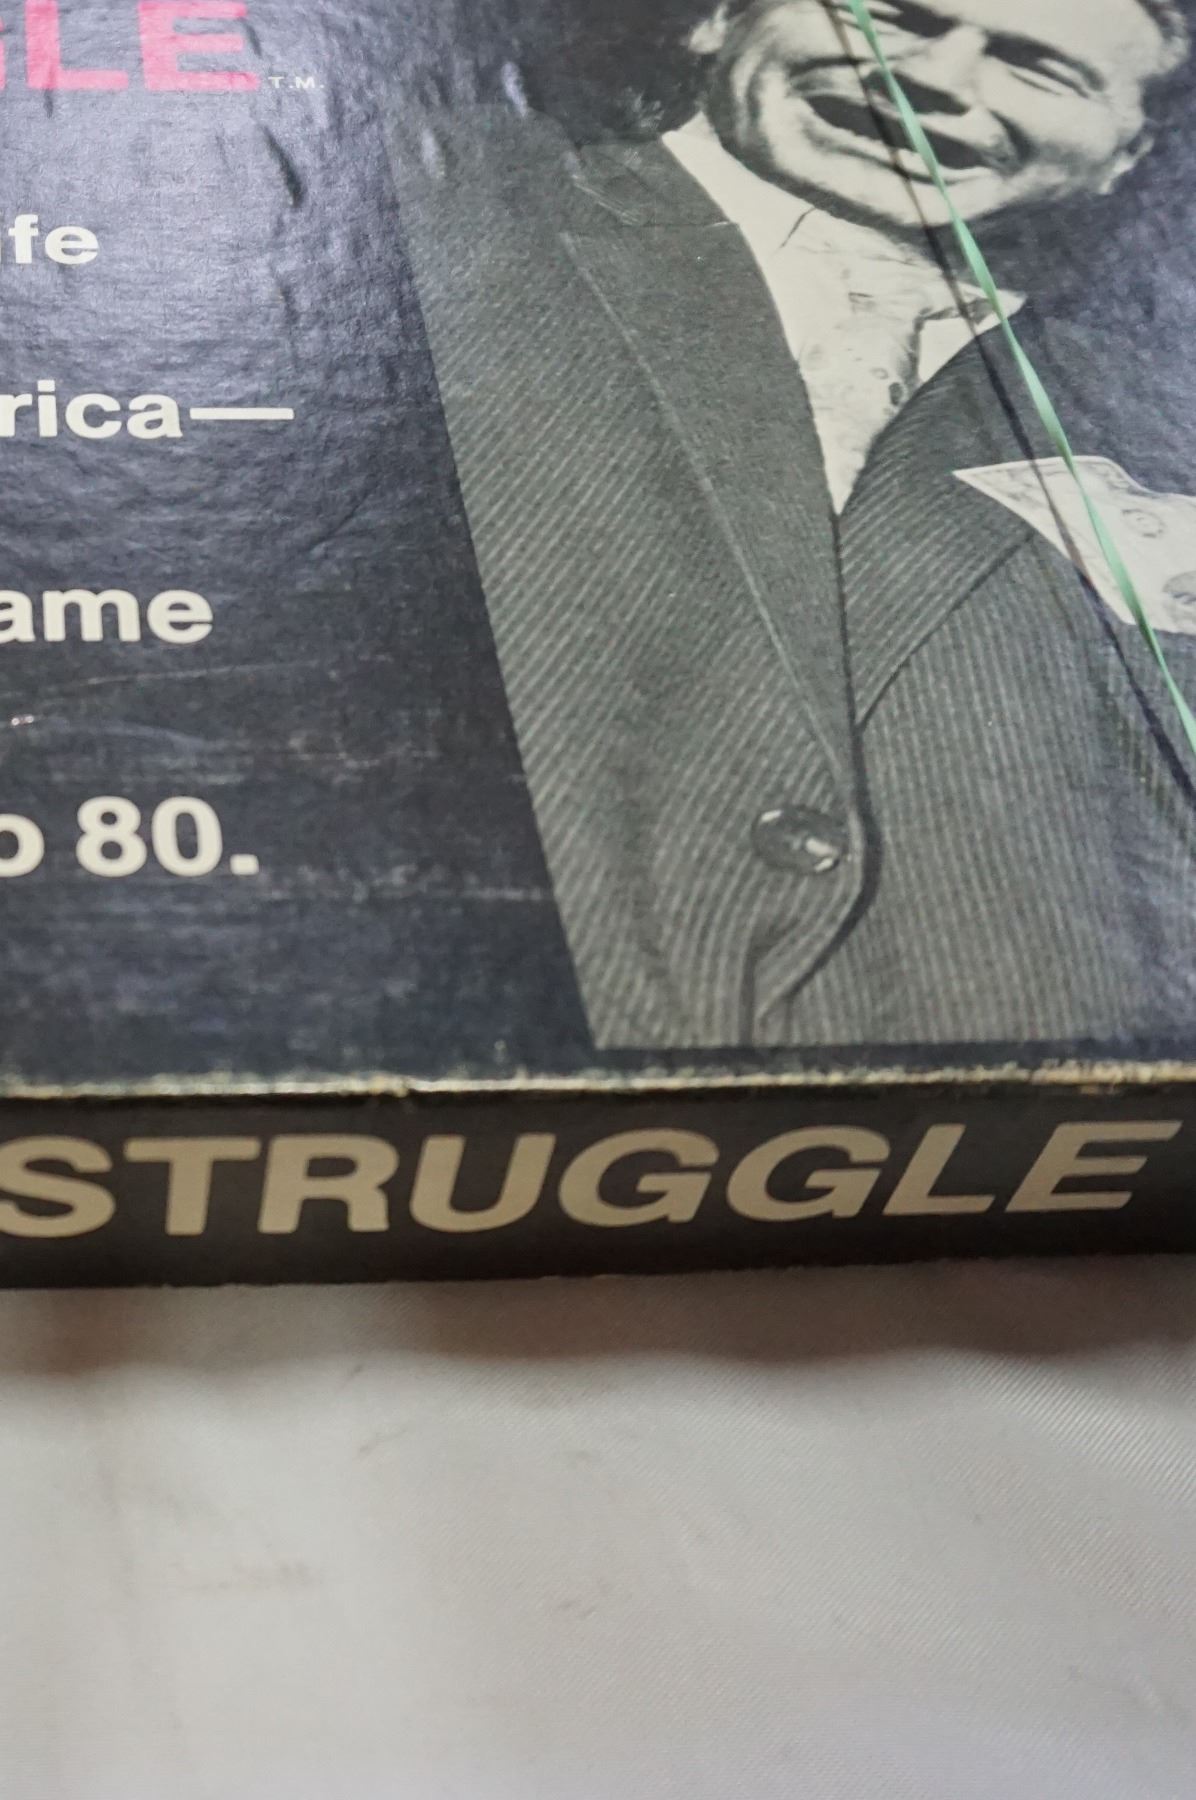 GLE T.M.
ife
rica—
ame
o 80.
STRUGGLE